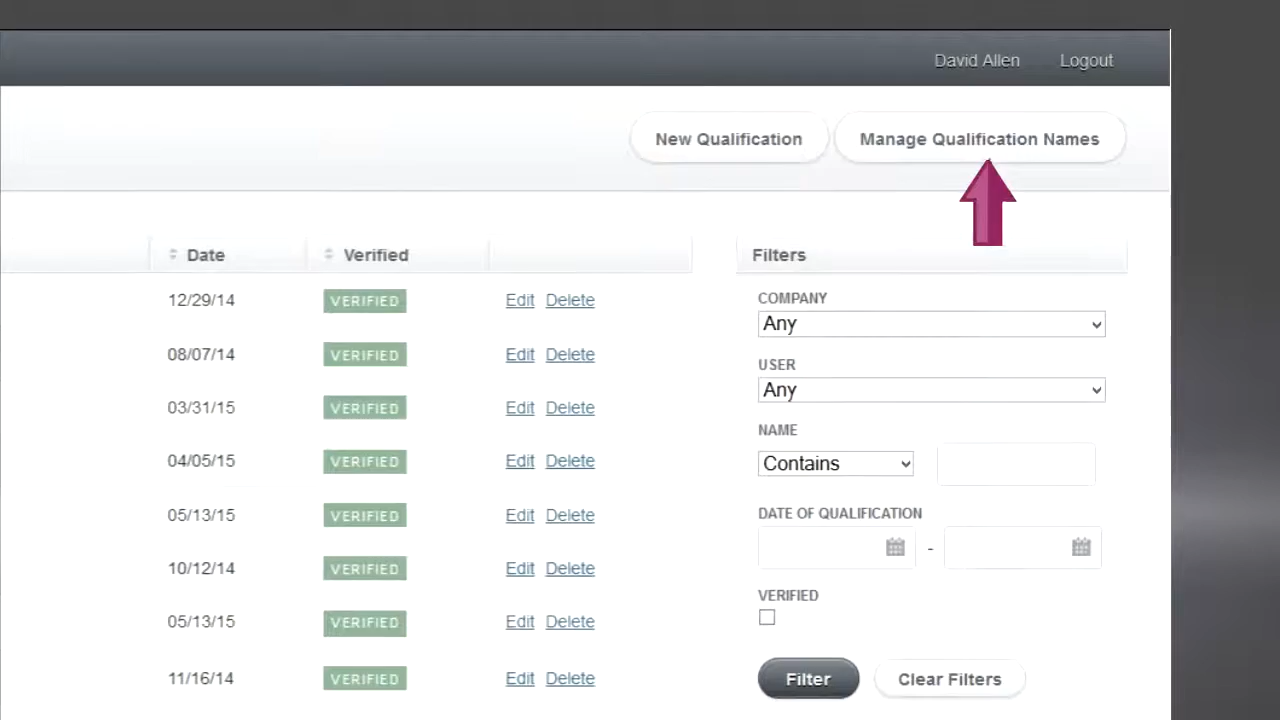 David Allen Logout
New Qualification Manage Qualification Names
Date Verified Filters
12/29/14 VERIFIED Edit Delete
COMPANY
Any
08/07/14 VERIFIED Edit Delete
USER
Any
03/31/15 VERIFIED Edit Delete
NAME
04/05/15 VERIFIED Edit Delete
Contains
05/13/15 VERIFIED Edit Delete
DATE OF QUALIFICATION
-
10/12/14 VERIFIED Edit Delete
VERIFIED
05/13/15 VERIFIED Edit Delete
11/16/14 VERIFIED Edit Delete
Filter Clear Filters